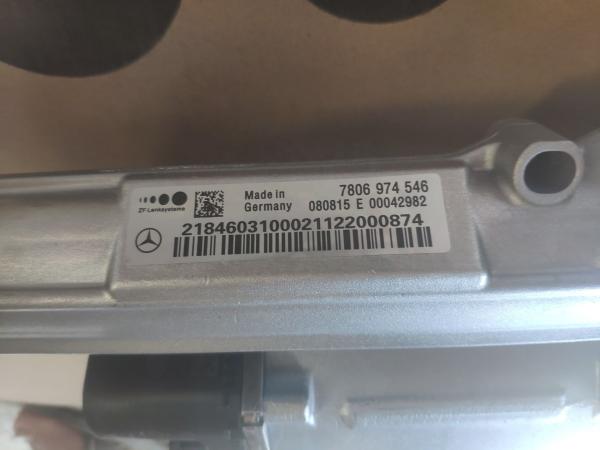 ZF-Lenksysteme
Made in
Germany
7806 974 546
080815 E 00042982
2184603100021122000874